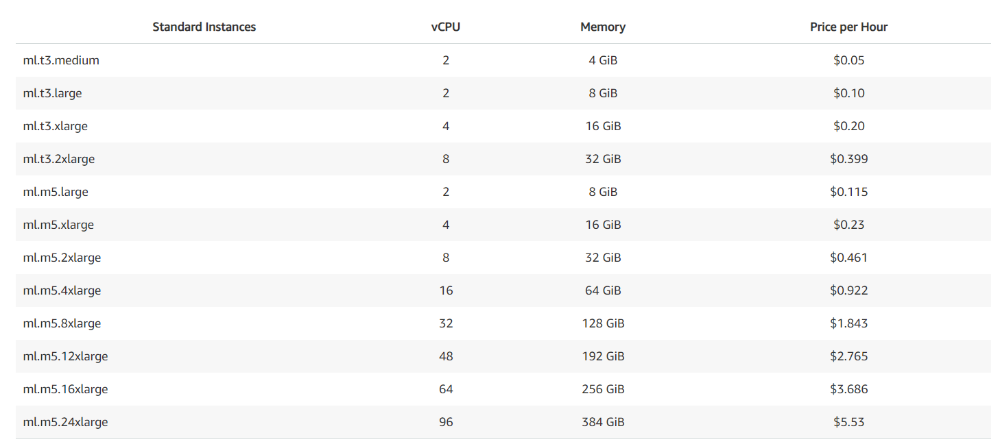 Standard Instances vCPU Memory Price per Hour
ml.t3.medium 2 4 GiB $0.05
ml.t3.large 2 8 GiB $0.10
ml.t3.xlarge 4 16 GiB $0.20
ml.t3.2xlarge 8 32 GiB $0.399
ml.m5.large 2 8 GiB $0.115
ml.m5.xlarge 4 16 GiB $0.23
ml.m5.2xlarge 8 32 GiB $0.461
ml.m5.4xlarge 16 64 GiB $0.922
ml.m5.8xlarge 32 128 GiB $1.843
ml.m5.12xlarge 48 192 GiB $2.765
ml.m5.16xlarge 64 256 GiB $3.686
ml.m5.24xlarge 96 384 GiB $5.53